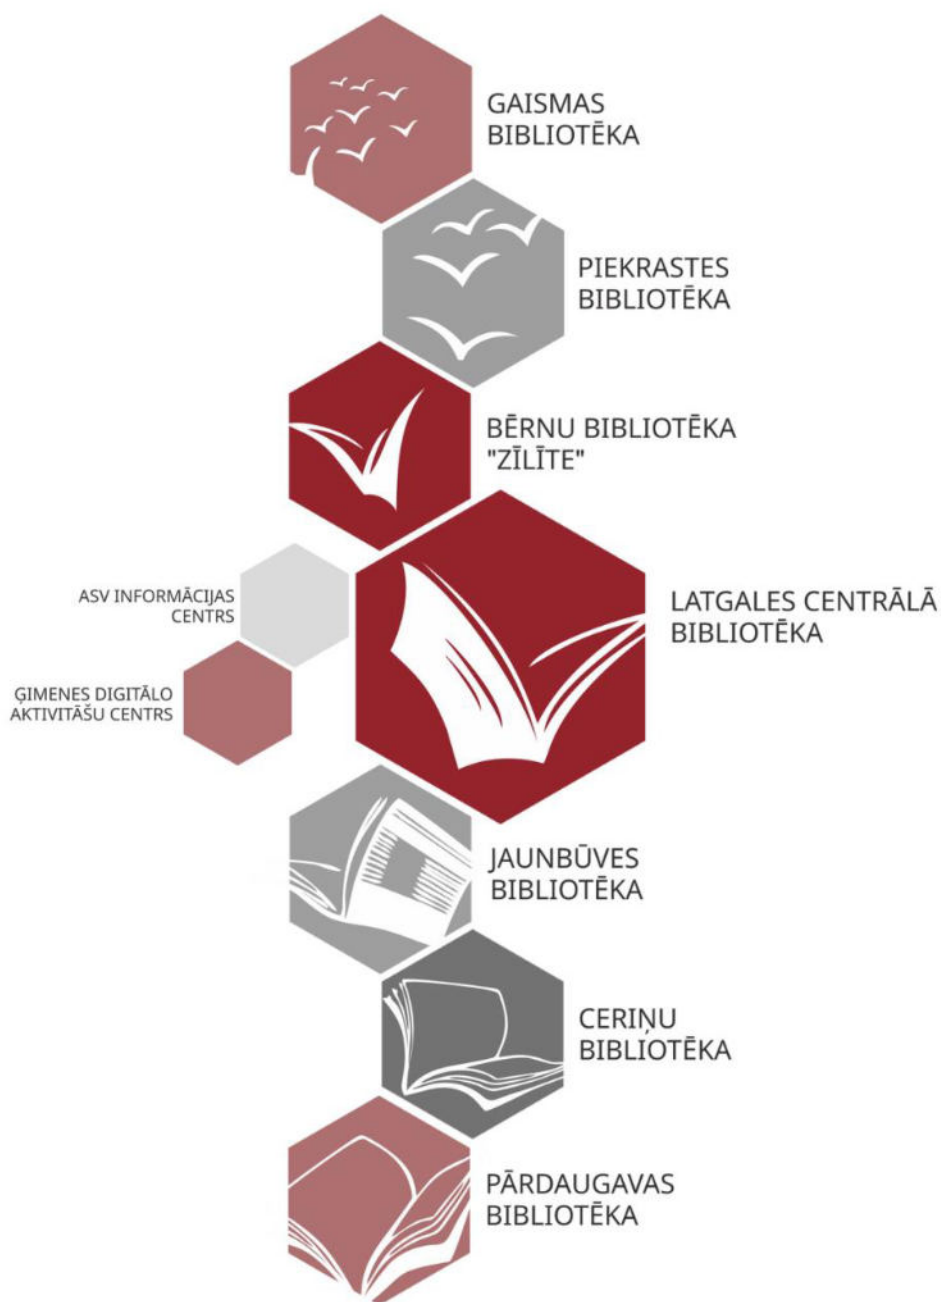 GAISMAS
BIBLIOTĒKA
PIEKRASTES
BIBLIOTĒKA
BĒRNU BIBLIOTĒKA
"ZĪLĪTE"
ASV INFORMĀCIJAS
CENTRS
LATGALES CENTRĀLĀ
BIBLIOTĒKA
ĢIMENES DIGITĀLO
AKTIVITĀŠU CENTRS
JAUNBŪVES
BIBLIOTĒKA
CERIŅU
BIBLIOTĒKA
PĀRDAUGAVAS
BIBLIOTĒKA